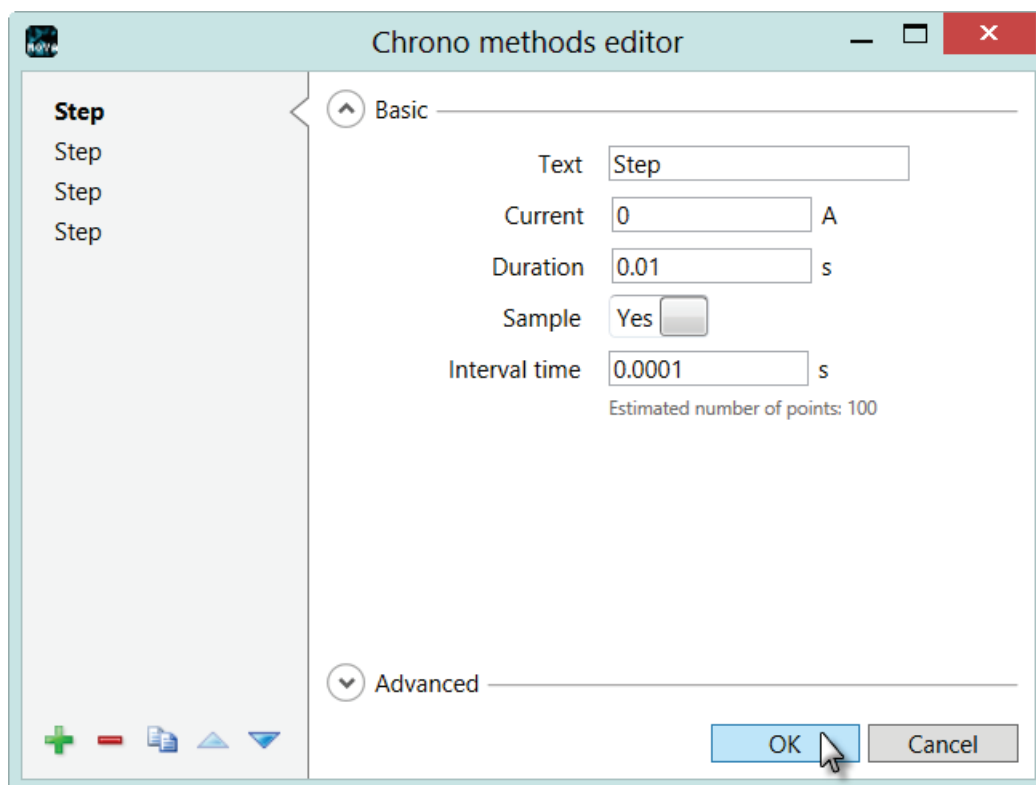 Chrono methods editor
Step
Step
Step
Step
Basic
Text Step
Current 0 A
Duration 0.01 s
Sample Yes
Interval time 0.0001 s
Estimated number of points: 100
Advanced
OK Cancel